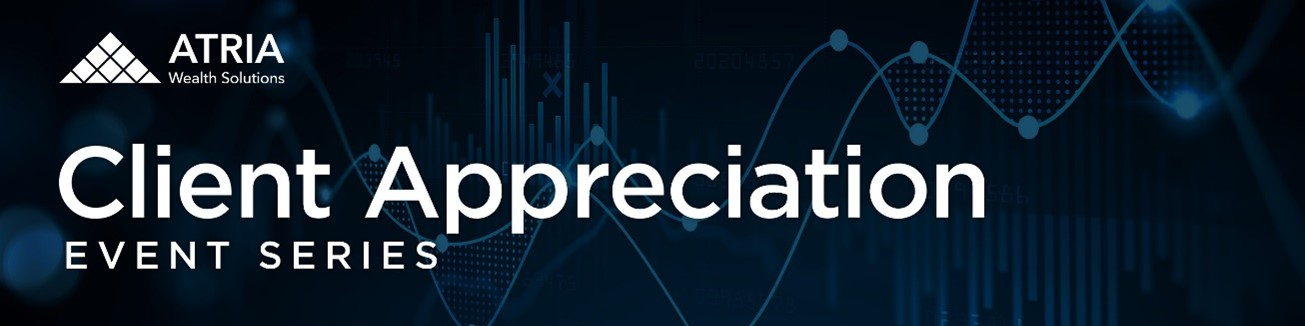 ATRIA
Wealth Solutions
Client Appreciation
EVENT SERIES